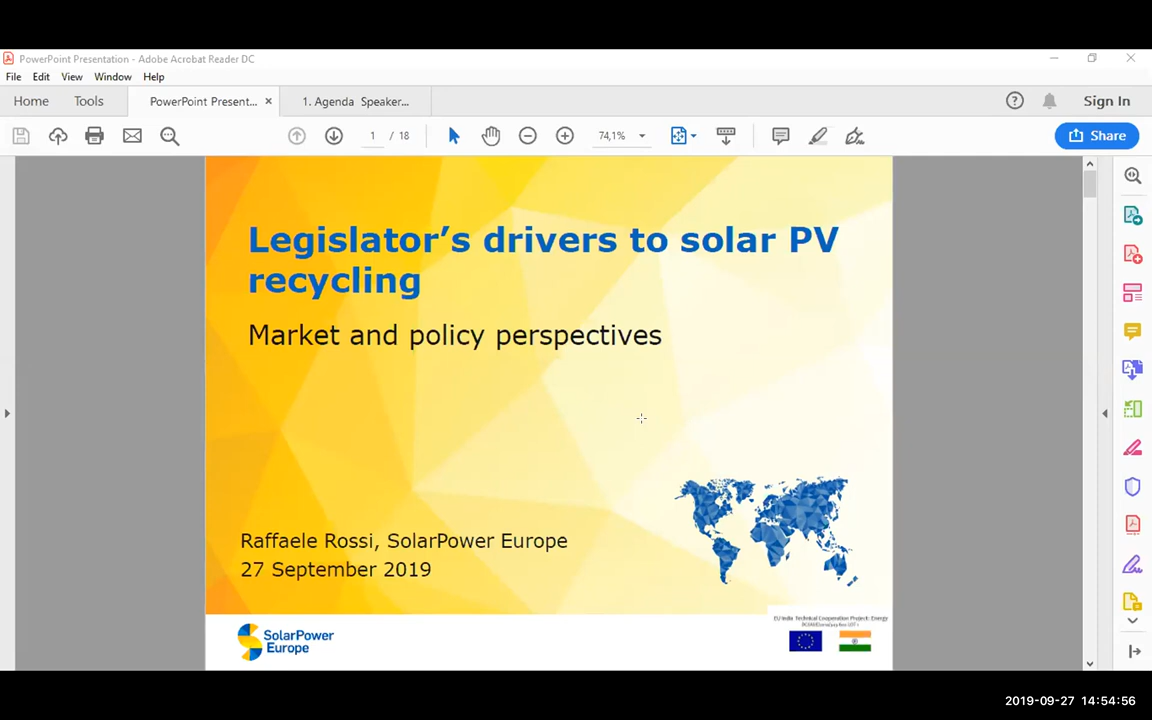 PowerPoint Presentation - Adobe Acrobat Reader DC
File Edit View Window Help
Home Tools PowerPoint Present... × 1. Agenda Speaker... Sign In
1 / 18 74,1% Share
Legislator's drivers to solar PV
recycling
Market and policy perspectives
Raffaele Rossi, SolarPower Europe
27 September 2019
SolarPower
Europe
EU India Technical Cooperation Project: Energy
2019-09-27 14:54:56